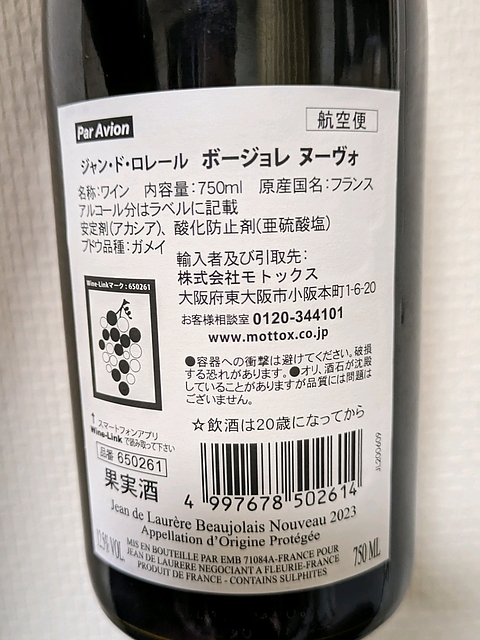 Par Avion
航空便
ジャン・ド・ロレール ボージョレ ヌーヴォ
名称:ワイン 内容量:750ml 原産国名:フランス
アルコール分はラベルに記載
安定剤(アカシア)、酸化防止剤(亜硫酸塩)
ブドウ品種:ガメイ
輸入者及び引取先:
株式会社モトックス
大阪府東大阪市小阪本町1-6-20
お客様相談室 0120-344101
www.mottox.co.jp
Wine-Linkマーク:650261
●容器への衝撃は避けてください。破損
する恐れがあります。●オリ、酒石が沈殿
していることがありますが品質には問題は
ございません。
☆飲酒は20歳になってから
↑スマートフォンアプリ
Wine-Linkで読み取って下さい
品番 650261
果実酒
4 997678 502614
Jean de Laurère Beaujolais Nouveau 2023
Appellation d'Origine Protégée
12.5% VOL.
MIS EN BOUTEILLE PAR EMB 71084A-FRANCE POUR
JEAN DE LAURERE NEGOCIANT A FLEURIE-FRANCE
PRODUIT DE FRANCE - CONTAINS SULPHITES
750 ML